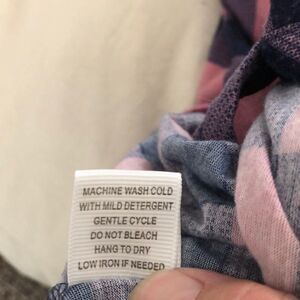 MACHINE WASH COLD
WITH MILD DETERGENT
GENTLE CYCLE
DO NOT BLEACH
HANG TO DRY
LOW IRON IF NEEDED